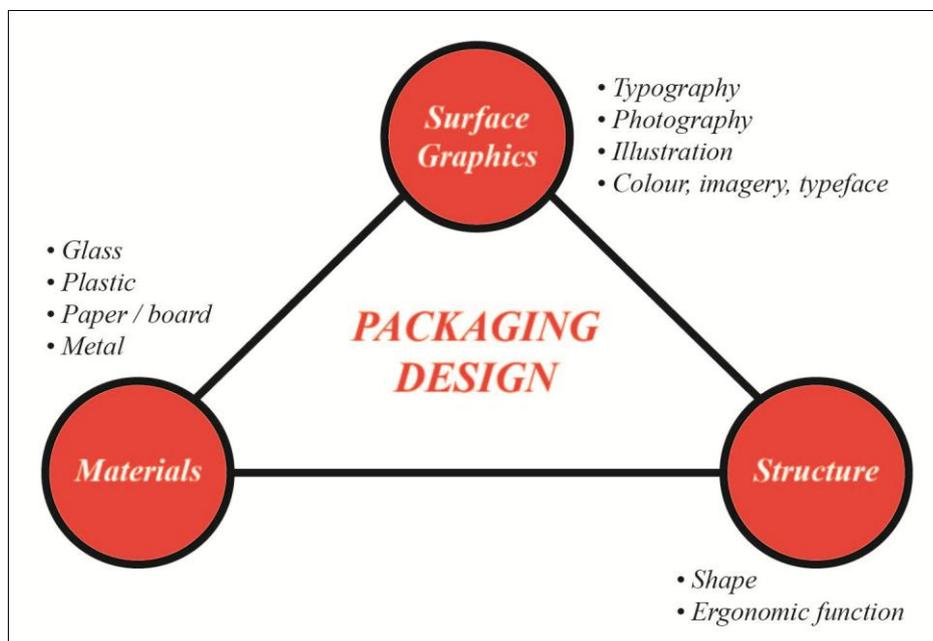 Surface
Graphics
• Typography
• Photography
• Illustration
• Colour, imagery, typeface
• Glass
• Plastic
• Paper / board
• Metal
PACKAGING
DESIGN
Materials
Structure
• Shape
• Ergonomic function